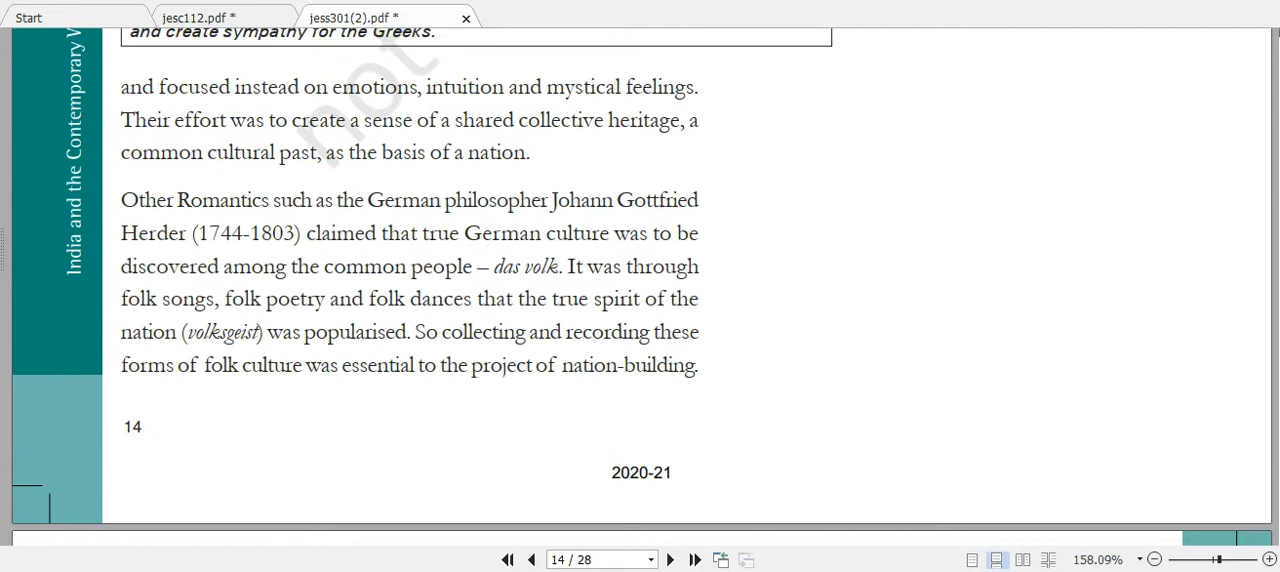 Start
jesc112.pdf *
jess301(2).pdf *
and create sympathy for the Greeks.
and focused instead on emotions, intuition and mystical feelings.
Their effort was to create a sense of a shared collective heritage, a
common cultural past, as the basis of a nation.
Other Romantics such as the German philosopher Johann Gottfried
Herder (1744-1803) claimed that true German culture was to be
discovered among the common people – das volk. It was through
folk songs, folk poetry and folk dances that the true spirit of the
nation (volksgeist) was popularised. So collecting and recording these
forms of folk culture was essential to the project of nation-building.
India and the Contemporary W
not
14
2020-21
14 / 28
158.09%